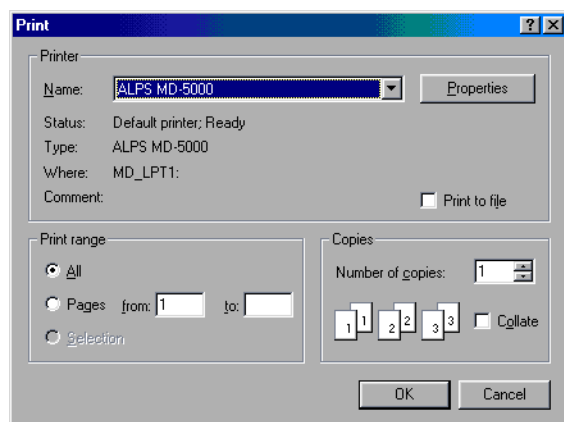 Print
Printer
Name: ALPS MD-5000 Properties
Status: Default printer; Ready
Type: ALPS MD-5000
Where: MD_LPT1:
Comment: Print to file
Print range
All
Pages from: 1 to:
Selection
Copies
Number of copies: 1
1 1 2 2 3 3 Collate
OK Cancel